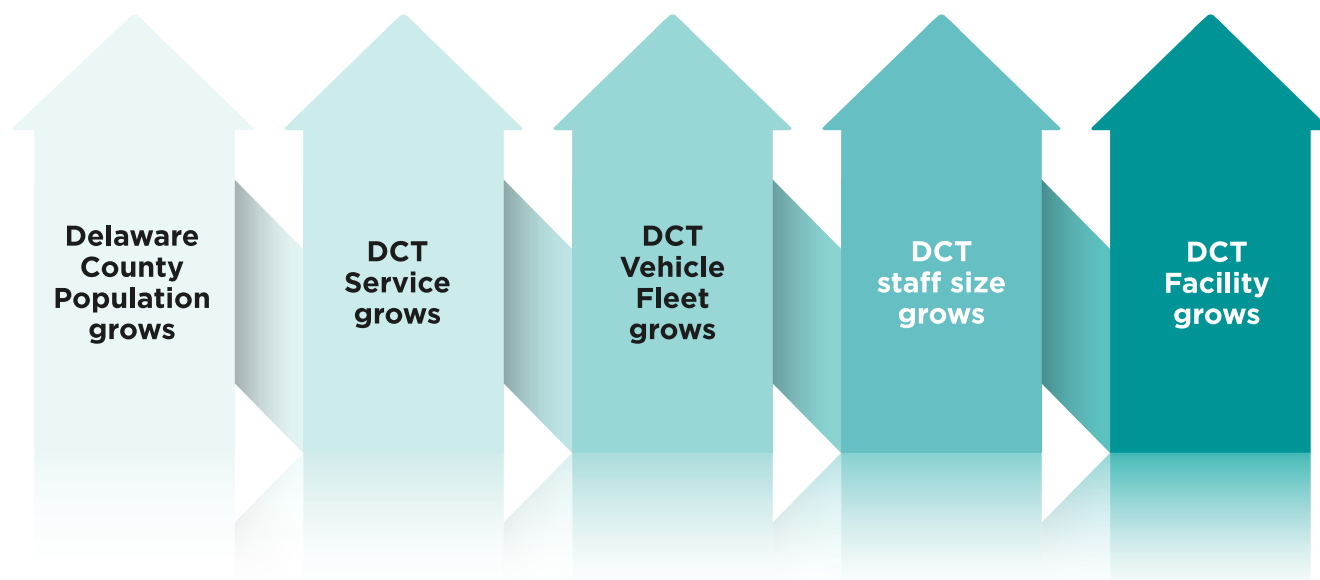 Delaware
County
Population
grows
DCT
Service
grows
DCT
Vehicle
Fleet
grows
DCT
staff size
grows
DCT
Facility
grows